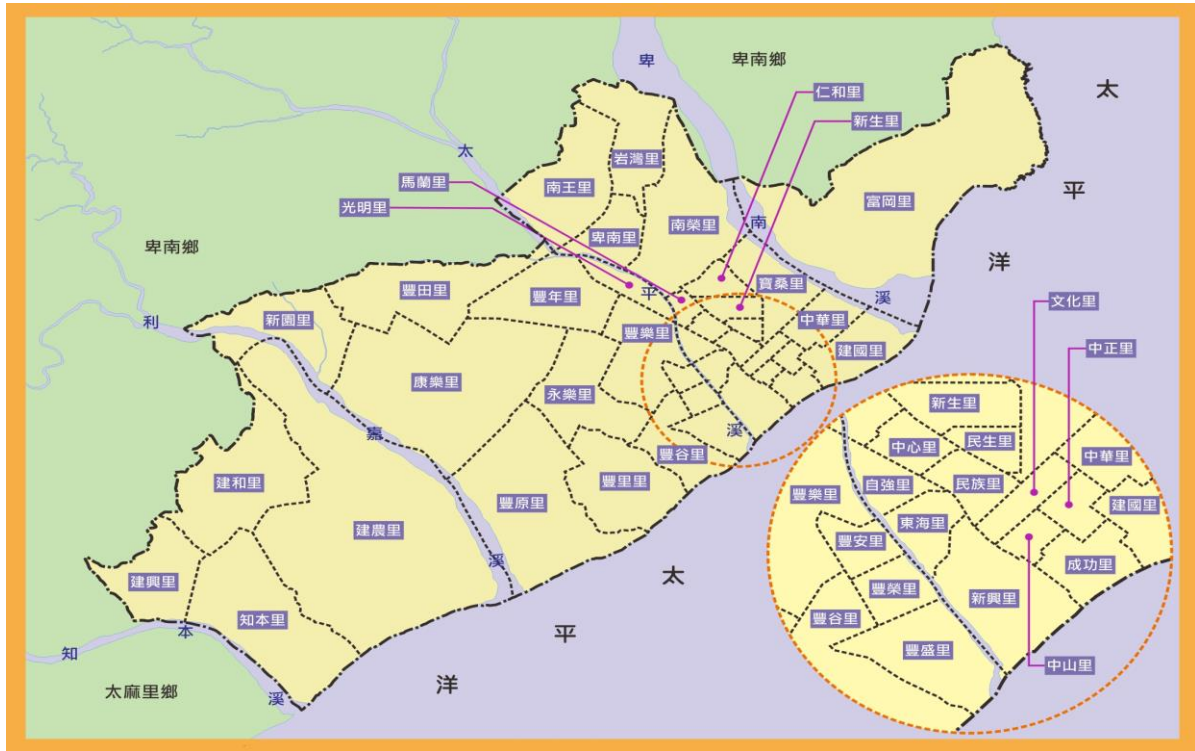 卑南鄉
太平洋
卑南溪
仁和里
新生里
岩灣里
南王里
馬蘭里
光明里
富岡里
南榮里
卑南里
卑南鄉
太平溪
寶桑里
豐田里
豐年里
新園里
豐樂里
中華里
建國里
利嘉溪
康樂里
永樂里
豐谷里
建和里
豐里里
豐原里
建農里
建興里
知本里
知本溪
太麻里鄉
太平洋
文化里
中正里
新生里
中心里
民生里
中華里
自強里
民族里
豐樂里
建國里
東海里
豐安里
成功里
豐榮里
新興里
豐谷里
豐盛里
中山里